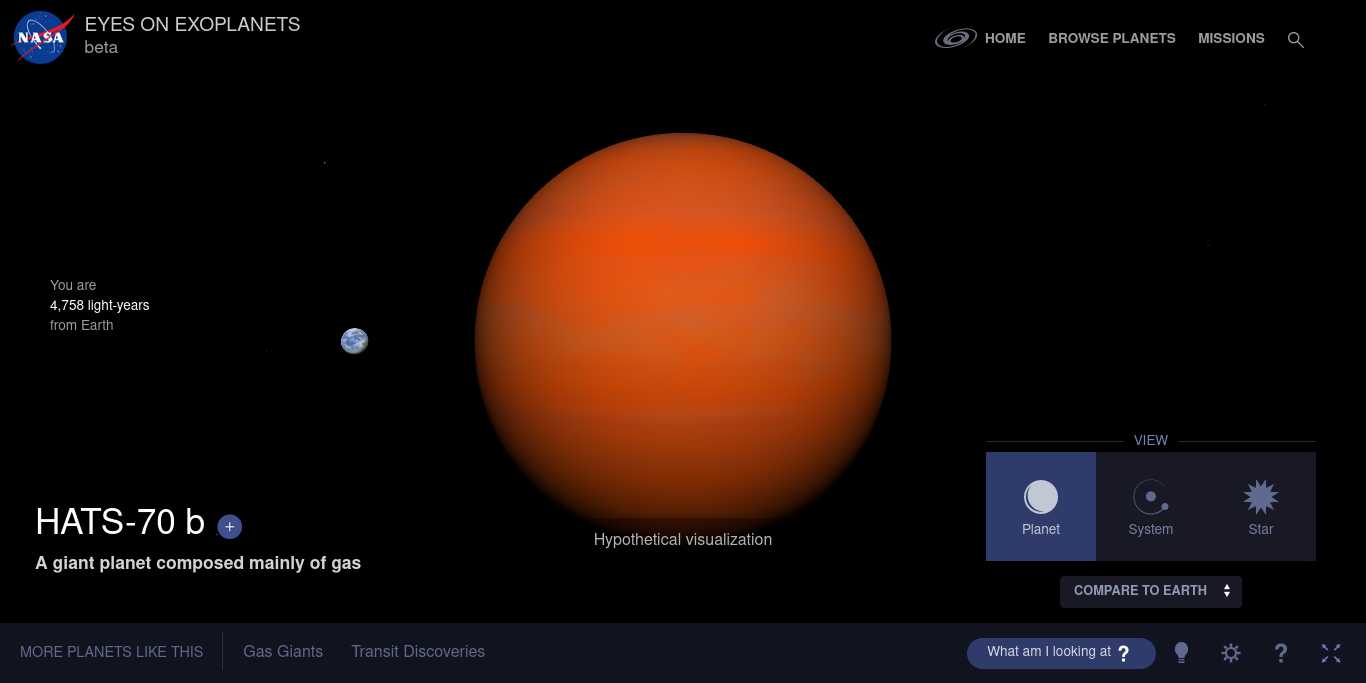 NASA
EYES ON EXOPLANETS
beta
HOME
BROWSE PLANETS
MISSIONS
You are
4,758 light-years
from Earth
HATS-70 b
+
A giant planet composed mainly of gas
Hypothetical visualization
VIEW
Planet
System
Star
COMPARE TO EARTH
MORE PLANETS LIKE THIS
Gas Giants
Transit Discoveries
What am I looking at ?
?